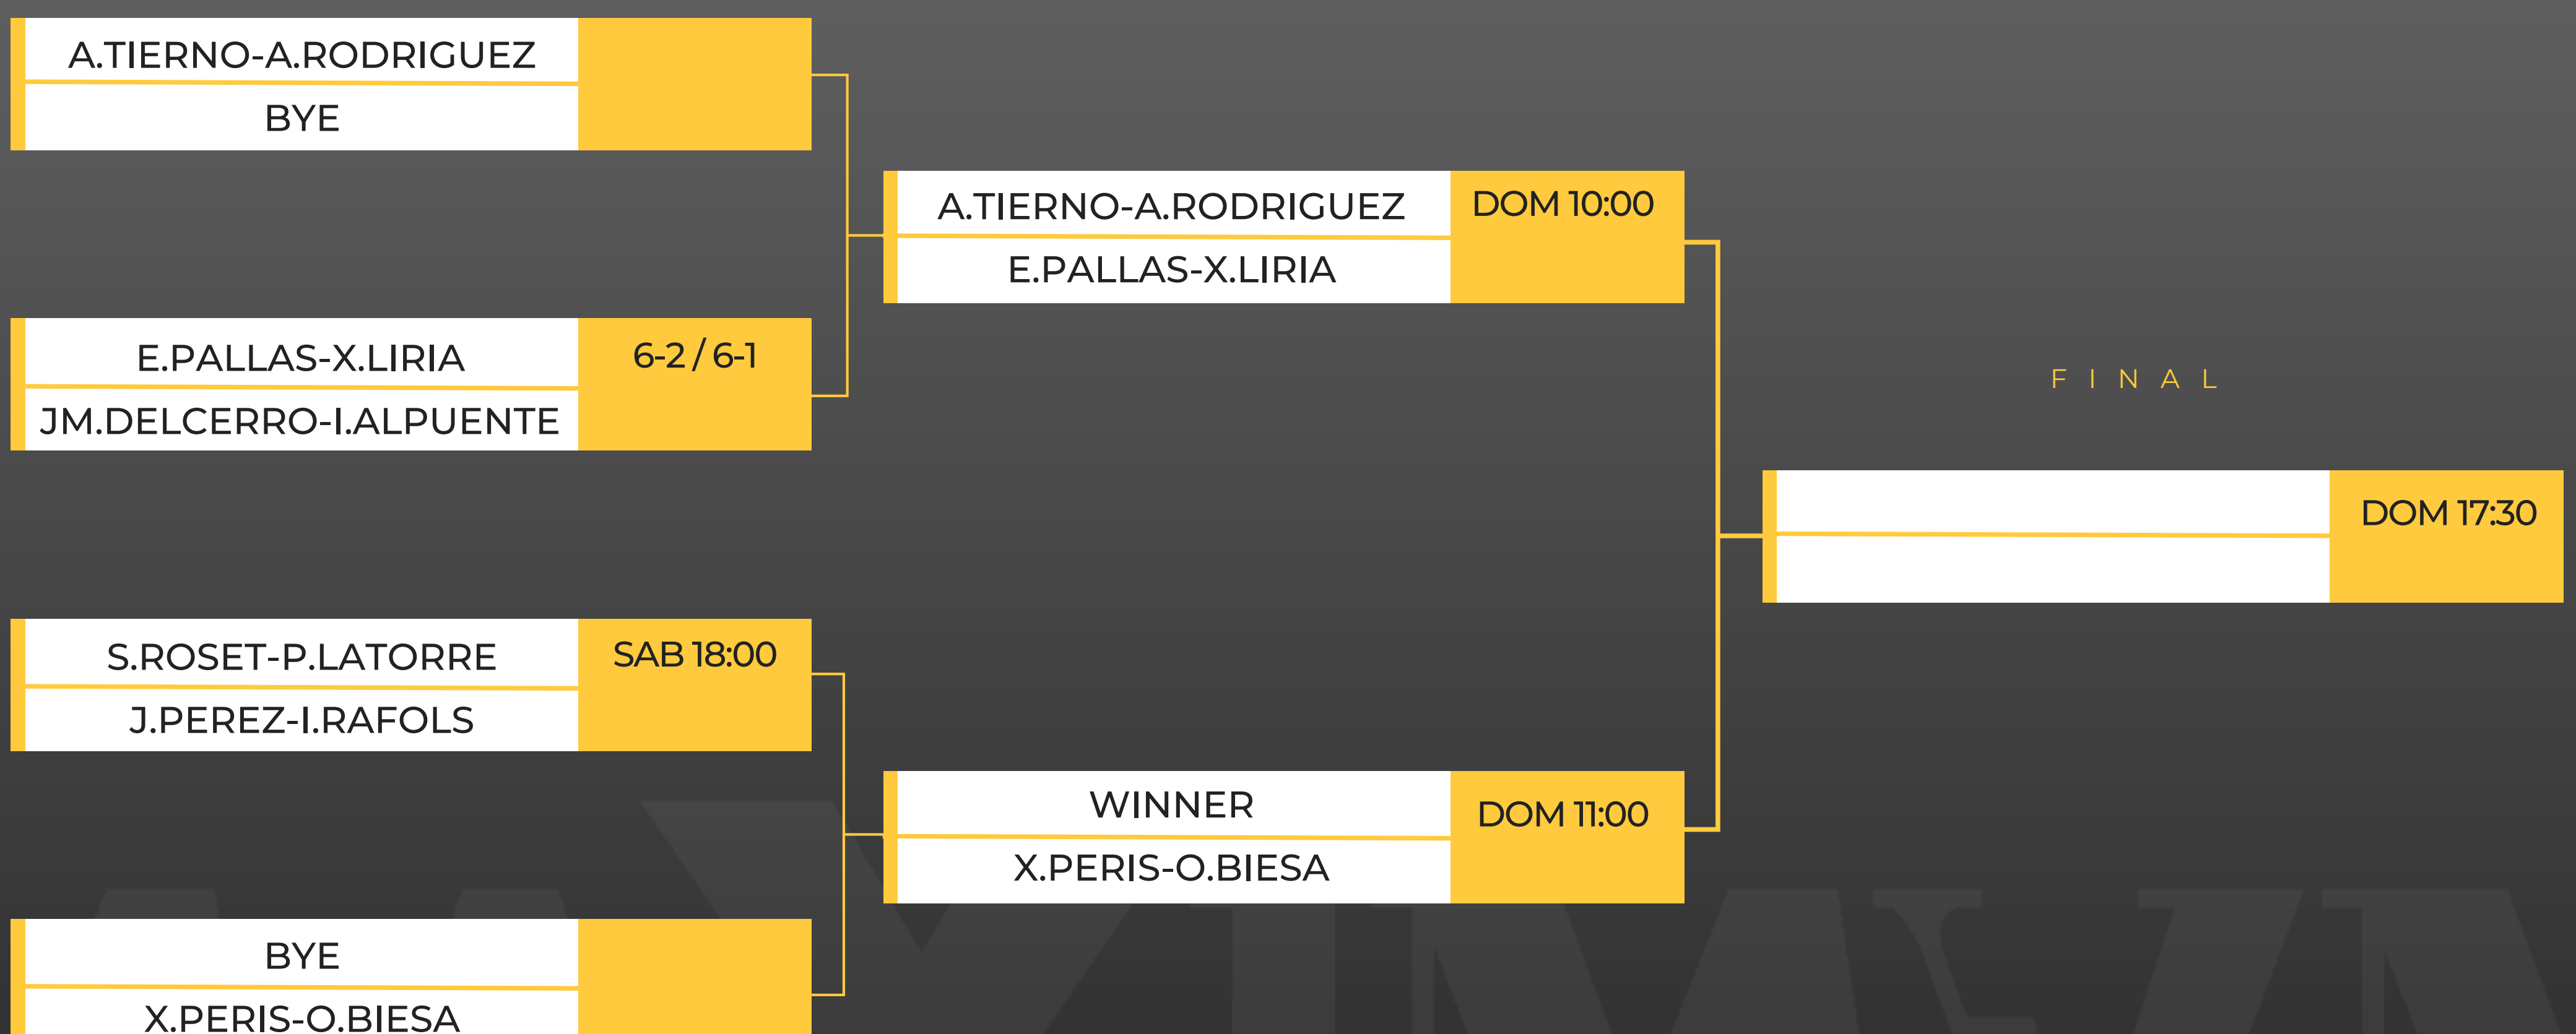 A.TIERNO-A.RODRIGUEZ
BYE
A.TIERNO-A.RODRIGUEZ
DOM 10:00
E.PALLAS-X.LIRIA
E.PALLAS-X.LIRIA
6-2 / 6-1
JM.DELCERRO-I.ALPUENTE
FINAL
DOM 17:30
S.ROSET-P.LATORRE
SAB 18:00
J.PEREZ-I.RAFOLS
WINNER
DOM 11:00
X.PERIS-O.BIESA
BYE
X.PERIS-O.BIESA